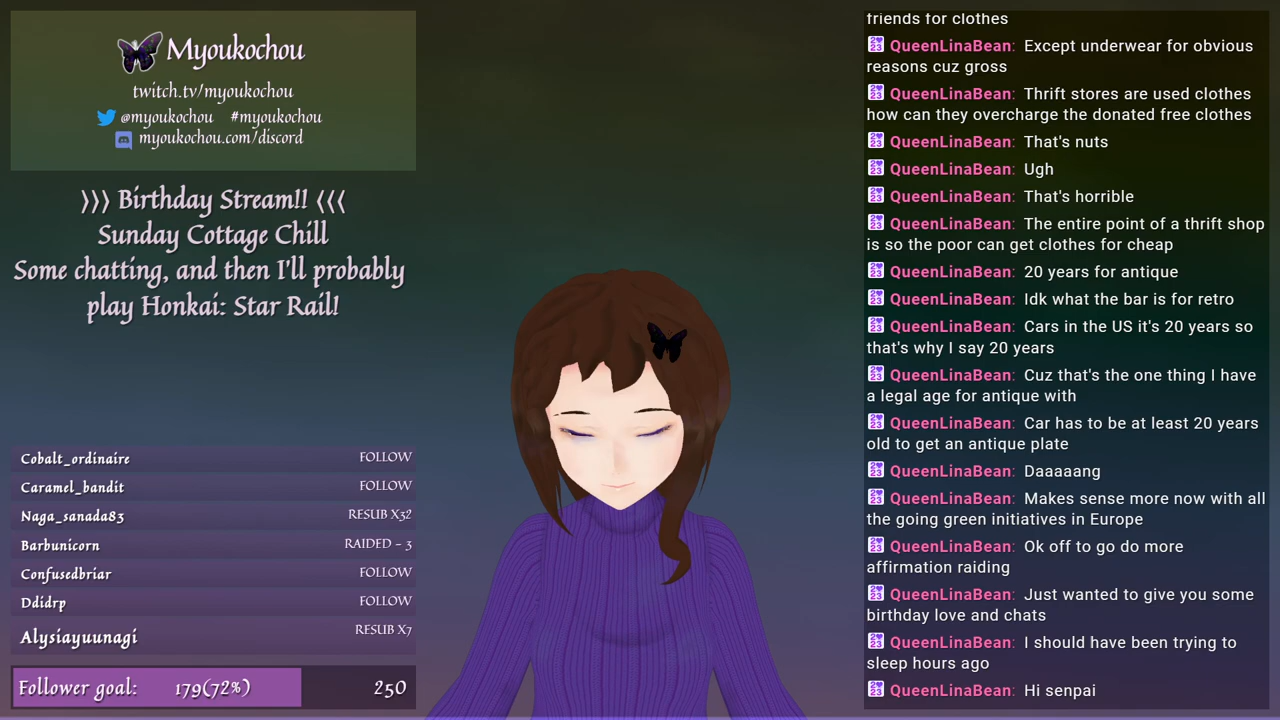 Myoukochou
twitch.tv/myoukochou
@myoukochou #myoukochou
myoukochou.com/discord
⟩⟩⟩ Birthday Stream!! ⟨⟨⟨
Sunday Cottage Chill
Some chatting, and then I'll probably
play Honkai: Star Rail!
Cobalt_ordinaire FOLLOW
Caramel_bandit FOLLOW
Naga_sanada83 RESUB X32
Barbunicorn RAIDED - 3
Confusedbriar FOLLOW
Ddidrp FOLLOW
Alysiayuunagi RESUB X7
Follower goal: 179(72%) 250
friends for clothes
QueenLinaBean: Except underwear for obvious
reasons cuz gross
QueenLinaBean: Thrift stores are used clothes
how can they overcharge the donated free clothes
QueenLinaBean: That's nuts
QueenLinaBean: Ugh
QueenLinaBean: That's horrible
QueenLinaBean: The entire point of a thrift shop
is so the poor can get clothes for cheap
QueenLinaBean: 20 years for antique
QueenLinaBean: Idk what the bar is for retro
QueenLinaBean: Cars in the US it's 20 years so
that's why I say 20 years
QueenLinaBean: Cuz that's the one thing I have
a legal age for antique with
QueenLinaBean: Car has to be at least 20 years
old to get an antique plate
QueenLinaBean: Daaaaang
QueenLinaBean: Makes sense more now with all
the going green initiatives in Europe
QueenLinaBean: Ok off to go do more
affirmation raiding
QueenLinaBean: Just wanted to give you some
birthday love and chats
QueenLinaBean: I should have been trying to
sleep hours ago
QueenLinaBean: Hi senpai